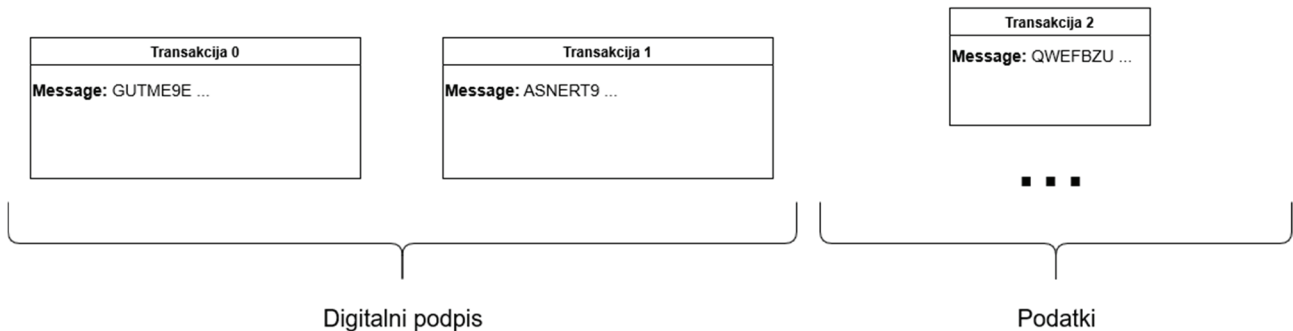 Transakcija 0
Message: GUTME9E ...
Transakcija 1
Message: ASNERT9 ...
Transakcija 2
Message: QWEFBZU ...
...
Digitalni podpis
Podatki